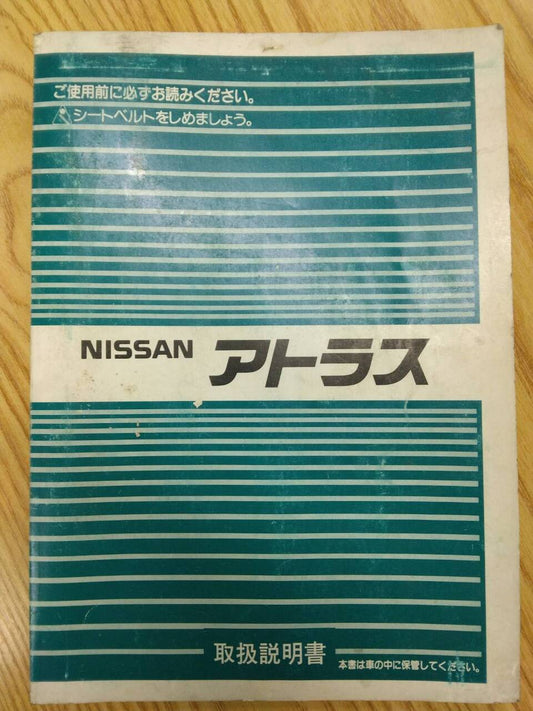 ご使用前に必ずお読みください。
シートベルトをしめましょう。
NISSAN アトラス
取扱説明書
本書は車の中に保管してください。